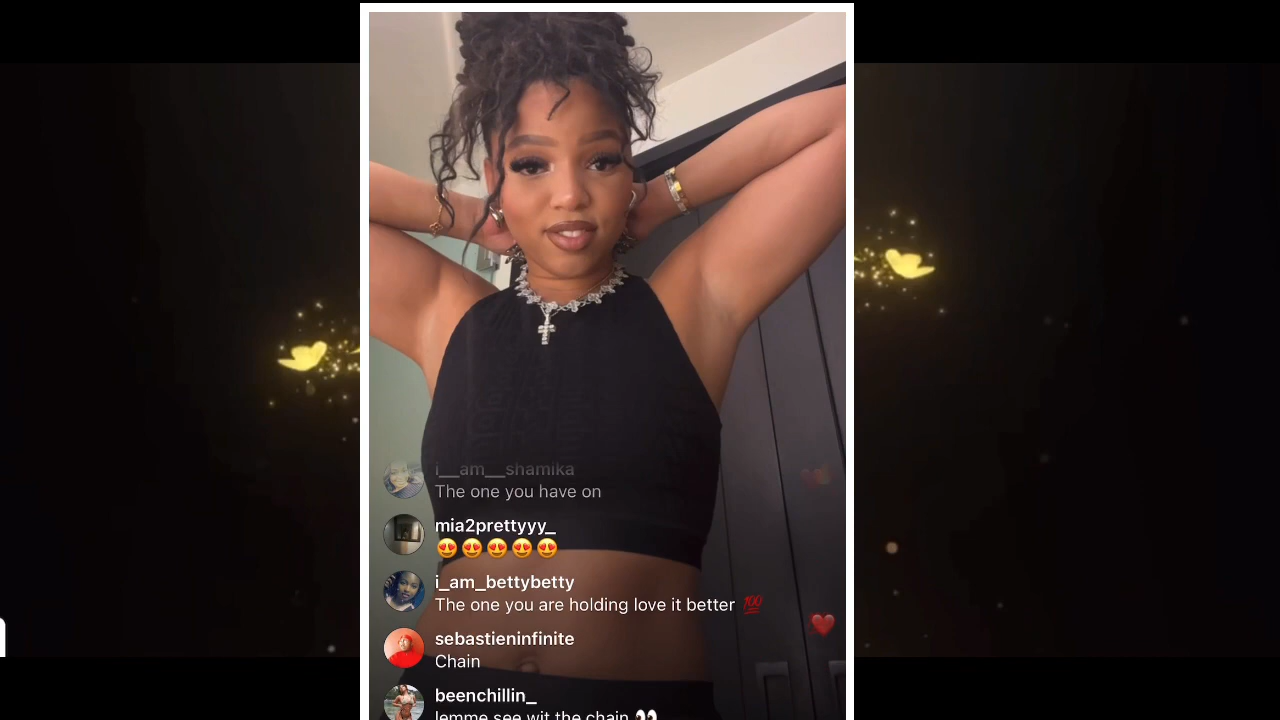 i__am__shamika
The one you have on
mia2prettyyy_
😍😍😍😍😍
i_am_bettybetty
The one you are holding love it better 💯
sebastieninfinite
Chain
beenchillin_
lemme see wit the chain 👀